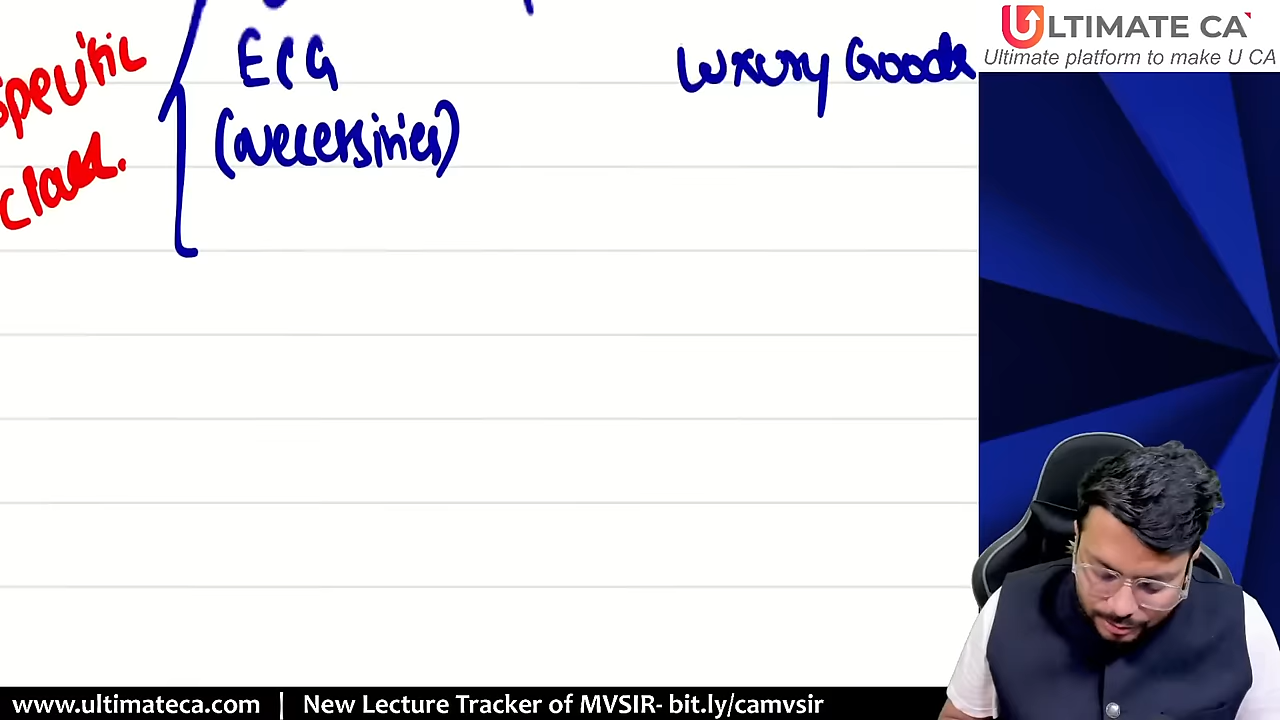 ULTIMATE CA
Ultimate platform to make U CA
Specific
class.
(necessities)
Luxury Goods
www.ultimateca.com | New Lecture Tracker of MVSIR- bit.ly/camvsir